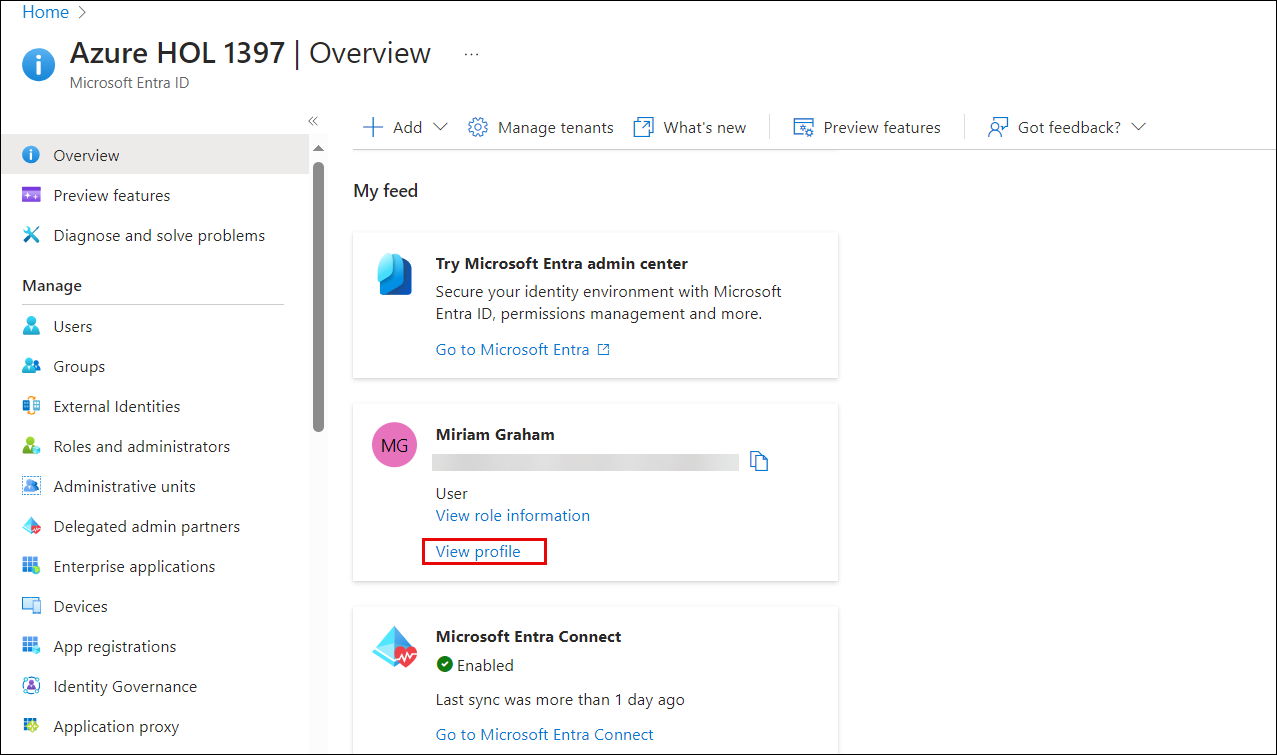 Home
Azure HOL 1397 | Overview ...
Microsoft Entra ID
Add
Manage tenants
What's new
Preview features
Got feedback?
Overview
Preview features
Diagnose and solve problems
Manage
Users
Groups
External Identities
Roles and administrators
Administrative units
Delegated admin partners
Enterprise applications
Devices
App registrations
Identity Governance
Application proxy
My feed
Try Microsoft Entra admin center
Secure your identity environment with Microsoft
Entra ID, permissions management and more.
Go to Microsoft Entra
MG
Miriam Graham
User
View role information
View profile
Microsoft Entra Connect
Enabled
Last sync was more than 1 day ago
Go to Microsoft Entra Connect